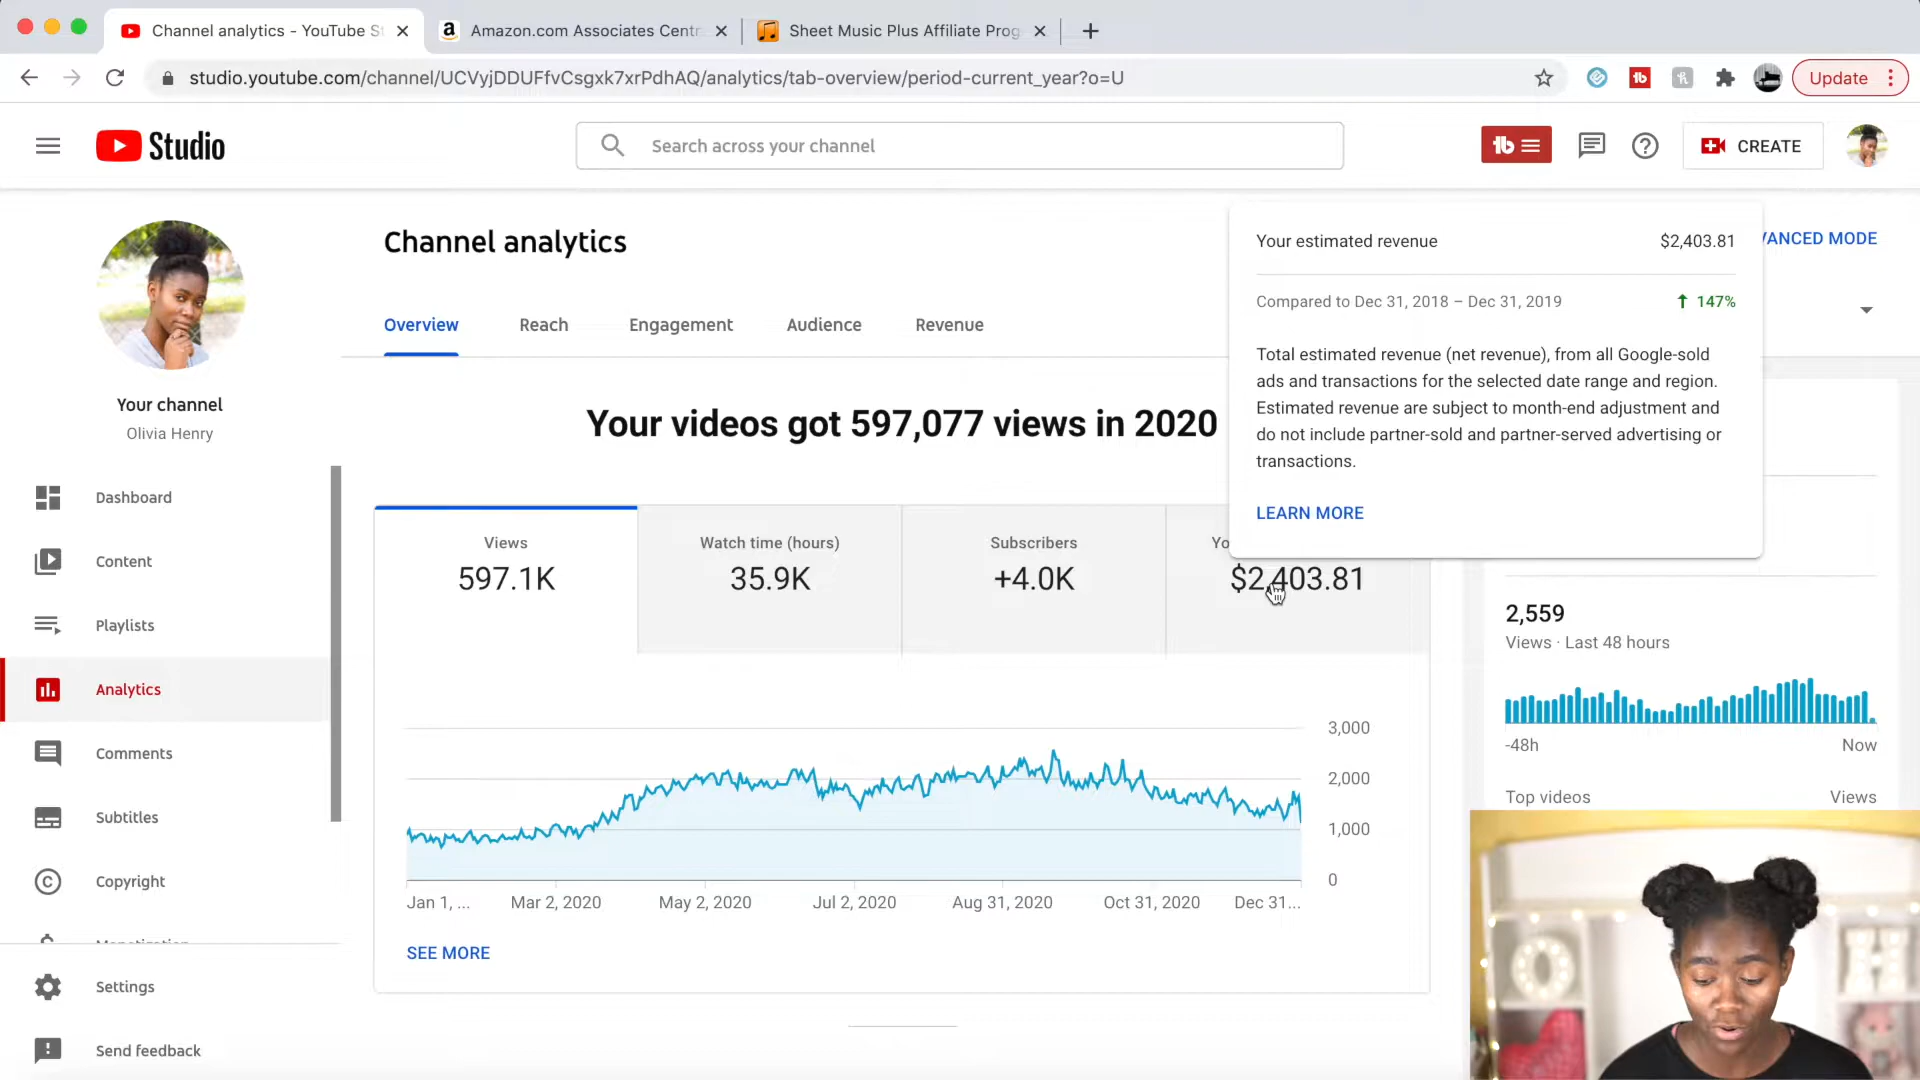 Channel analytics - YouTube St
Amazon.com Associates Centr
Sheet Music Plus Affiliate Prog
studio.youtube.com/channel/UCVyjDDUFfvCsgxk7xrPdhAQ/analytics/tab-overview/period-current_year?o=U
Update
Studio
Search across your channel
CREATE
Channel analytics
Your estimated revenue
$2,403.81
VANCED MODE
Compared to Dec 31, 2018 – Dec 31, 2019
147%
Overview
Reach
Engagement
Audience
Revenue
Total estimated revenue (net revenue), from all Google-sold
ads and transactions for the selected date range and region.
Estimated revenue are subject to month-end adjustment and
do not include partner-sold and partner-served advertising or
transactions.
LEARN MORE
Your channel
Olivia Henry
Dashboard
Content
Playlists
Analytics
Comments
Subtitles
Copyright
Settings
Send feedback
Your videos got 597,077 views in 2020
Views
597.1K
Watch time (hours)
35.9K
Subscribers
+4.0K
Yo
$2,403.81
3,000
2,000
1,000
0
Jan 1, ...
Mar 2, 2020
May 2, 2020
Jul 2, 2020
Aug 31, 2020
Oct 31, 2020
Dec 31...
SEE MORE
2,559
Views · Last 48 hours
-48h
Now
Top videos
Views
O
H